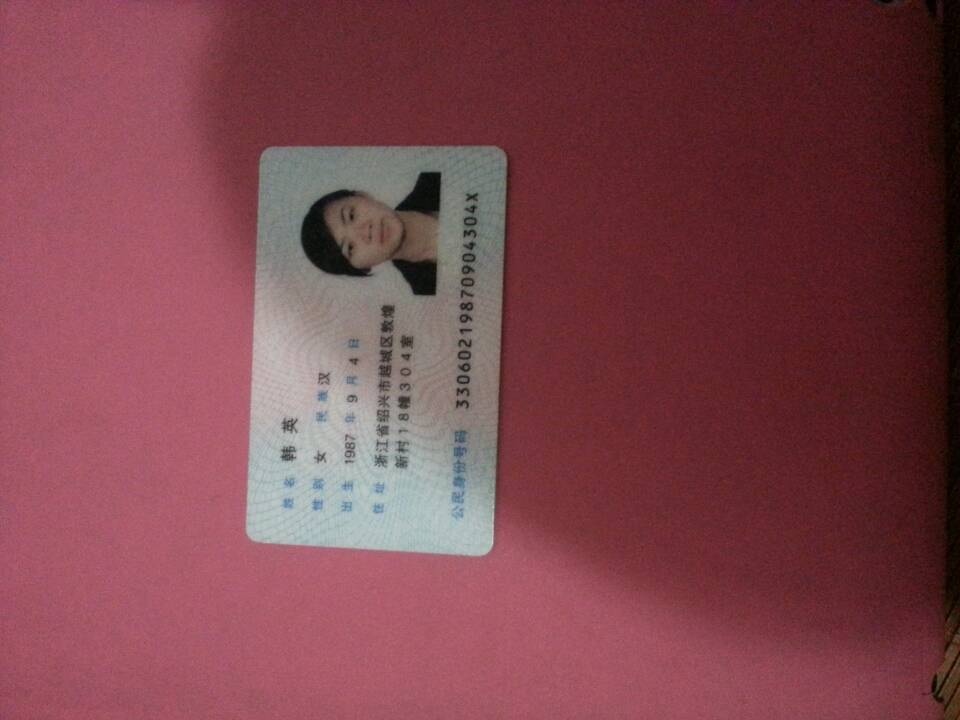 姓名 韩英
性别 女 民族 汉
出生 1987 年 9 月 4 日
住址 浙江省绍兴市越城区敦煌
新村18幢304室
公民身份号码 33060219870904304X